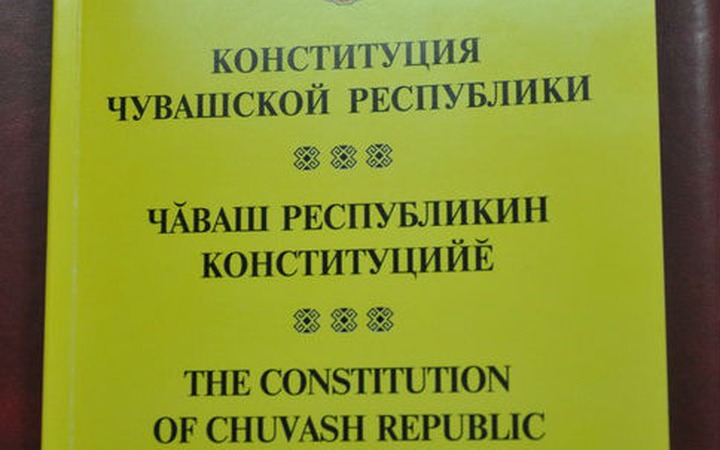 КОНСТИТУЦИЯ
ЧУВАШСКОЙ РЕСПУБЛИКИ
ЧӐВАШ РЕСПУБЛИКИН
КОНСТИТУЦИЙӖ
THE CONSTITUTION
OF CHUVASH REPUBLIC